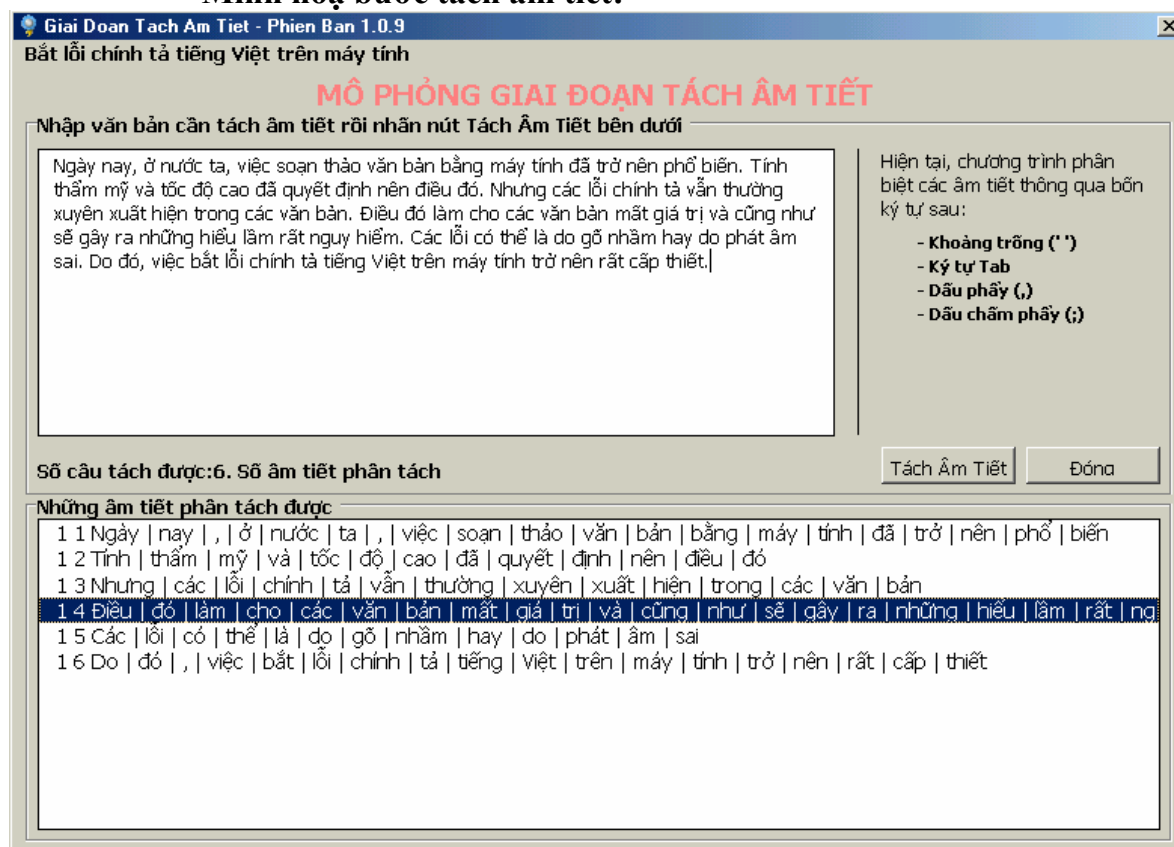 Minh hoạ bước tách âm tiết:
Giai Doan Tach Am Tiet - Phien Ban 1.0.9
Bắt lỗi chính tả tiếng Việt trên máy tính
MÔ PHỎNG GIAI ĐOẠN TÁCH ÂM TIẾT
Nhập văn bản cần tách âm tiết rồi nhấn nút Tách Âm Tiết bên dưới
Ngày nay, ở nước ta, việc soạn thảo văn bản bằng máy tính đã trở nên phổ biến. Tính
thẩm mỹ và tốc độ cao đã quyết định nên điều đó. Nhưng các lỗi chính tả vẫn thường
xuyên xuất hiện trong các văn bản. Điều đó làm cho các văn bản mất giá trị và cũng như
sẽ gây ra những hiểu lầm rất nguy hiểm. Các lỗi có thể là do gõ nhầm hay do phát âm
sai. Do đó, việc bắt lỗi chính tả tiếng Việt trên máy tính trở nên rất cấp thiết.
Hiện tại, chương trình phân
biệt các âm tiết thông qua bốn
ký tự sau:
- Khoảng trống (' ')
- Ký tự Tab
- Dấu phẩy (,)
- Dấu chấm phẩy (;)
Số câu tách được:6. Số âm tiết phân tách
Tách Âm Tiết
Đóng
Những âm tiết phân tách được
1 1 Ngày | nay | , | ở | nước | ta | , | việc | soạn | thảo | văn | bản | bằng | máy | tính | đã | trở | nên | phổ | biến
1 2 Tính | thẩm | mỹ | và | tốc | độ | cao | đã | quyết | định | nên | điều | đó
1 3 Nhưng | các | lỗi | chính | tả | vẫn | thường | xuyên | xuất | hiện | trong | các | văn | bản
1 4 Điều | đó | làm | cho | các | văn | bản | mất | giá | trị | và | cũng | như | sẽ | gây | ra | những | hiểu | lầm | rất | ng
1 5 Các | lỗi | có | thể | là | do | gõ | nhầm | hay | do | phát | âm | sai
1 6 Do | đó | , | việc | bắt | lỗi | chính | tả | tiếng | Việt | trên | máy | tính | trở | nên | rất | cấp | thiết